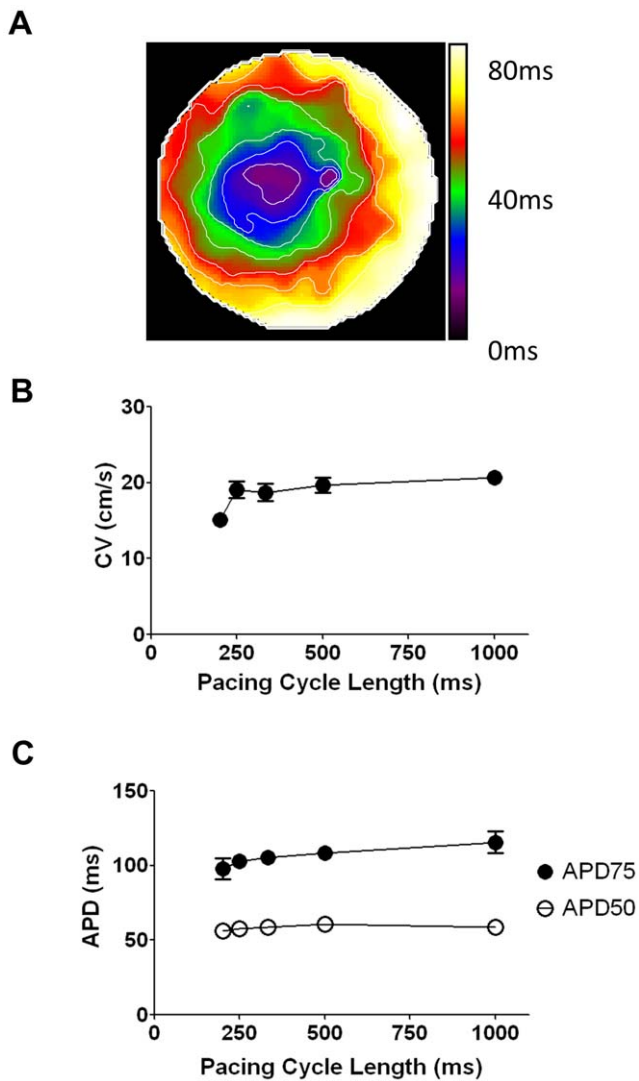 A
80ms
40ms
0ms
B
30
20
10
0
CV (cm/s)
0 250 500 750 1000
Pacing Cycle Length (ms)
C
150
100
50
0
APD (ms)
0 250 500 750 1000
Pacing Cycle Length (ms)
APD75
APD50